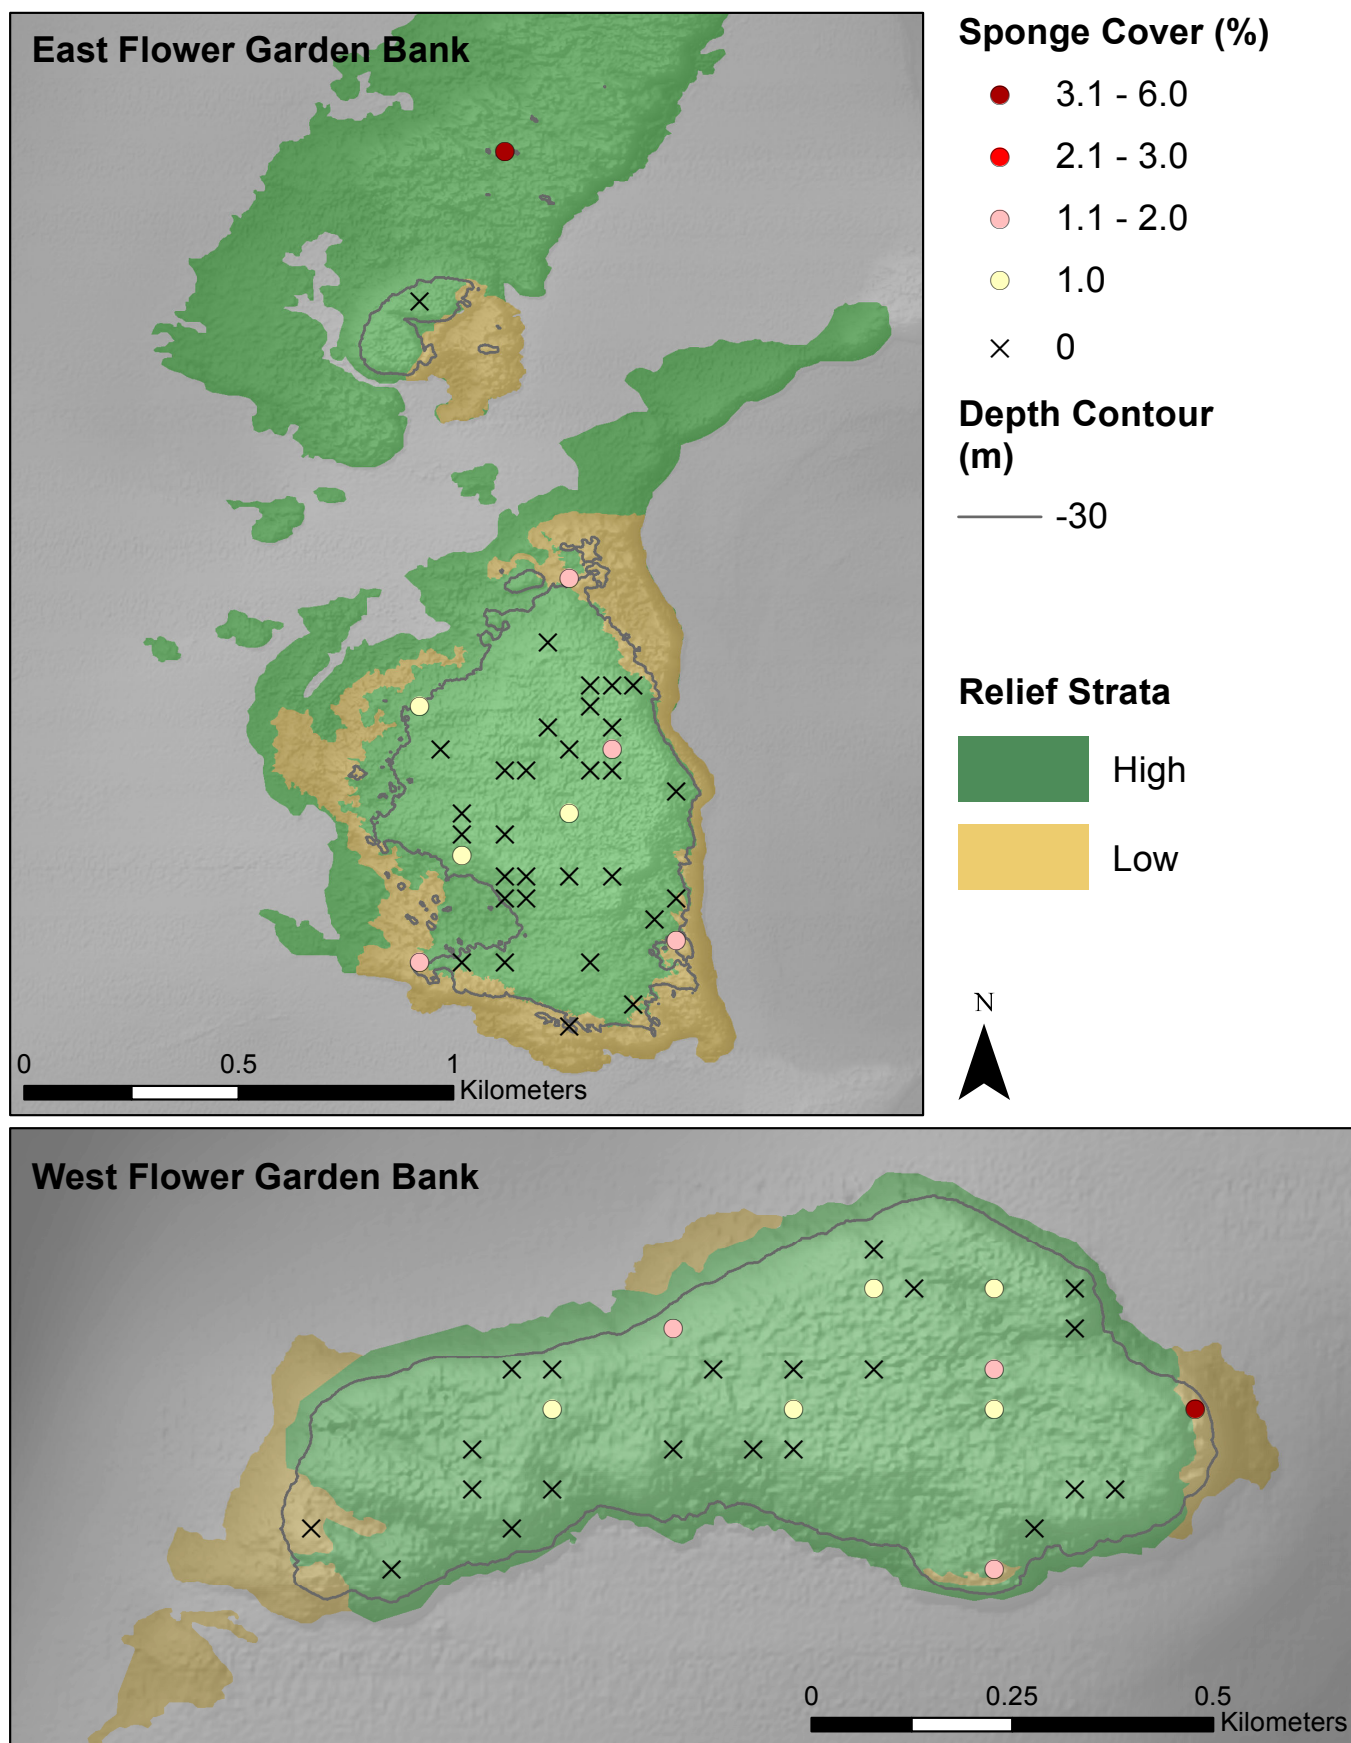 East Flower Garden Bank
0 0.5 1
Kilometers
Sponge Cover (%)
3.1 - 6.0
2.1 - 3.0
1.1 - 2.0
1.0
0
Depth Contour
(m)
-30
Relief Strata
High
Low
N
West Flower Garden Bank
0 0.25 0.5
Kilometers